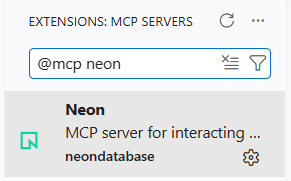 EXTENSIONS: MCP SERVERS
@mcp neon
Neon
MCP server for interacting ...
neondatabase